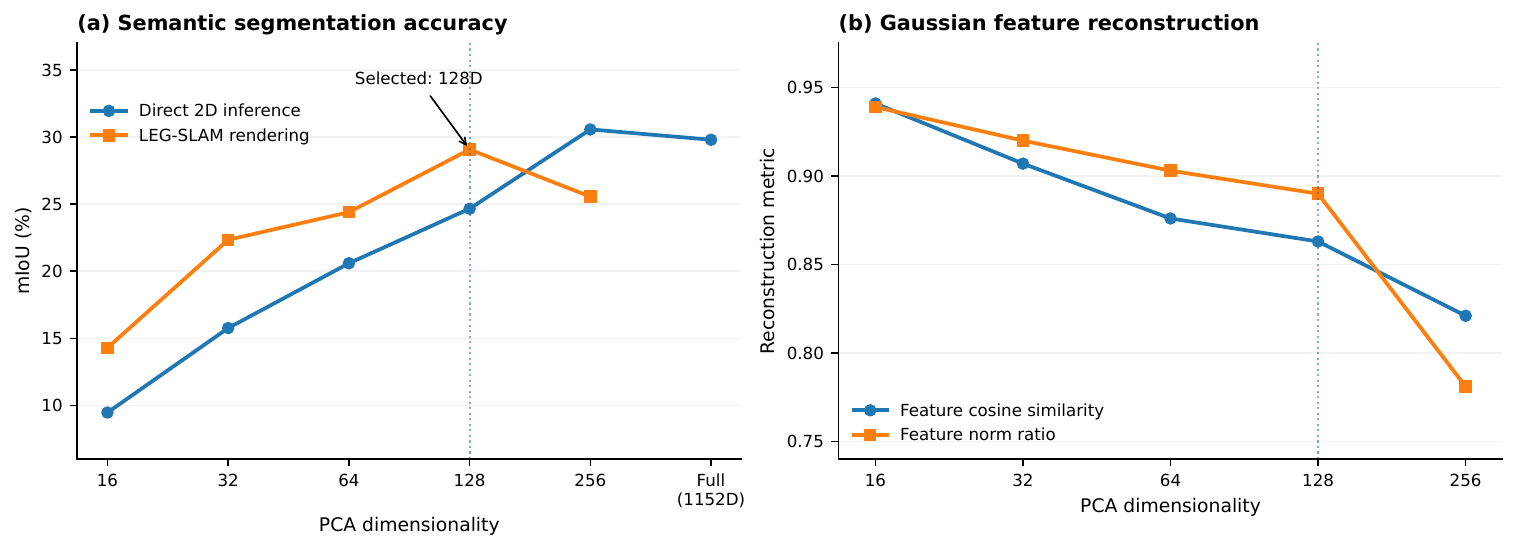 (a) Semantic segmentation accuracy
Selected: 128D
Direct 2D inference
LEG-SLAM rendering
mIoU (%)
35
30
25
20
15
10
16 32 64 128 256 Full
(1152D)
PCA dimensionality
(b) Gaussian feature reconstruction
Reconstruction metric
0.95
0.90
0.85
0.80
0.75
Feature cosine similarity
Feature norm ratio
16 32 64 128 256
PCA dimensionality